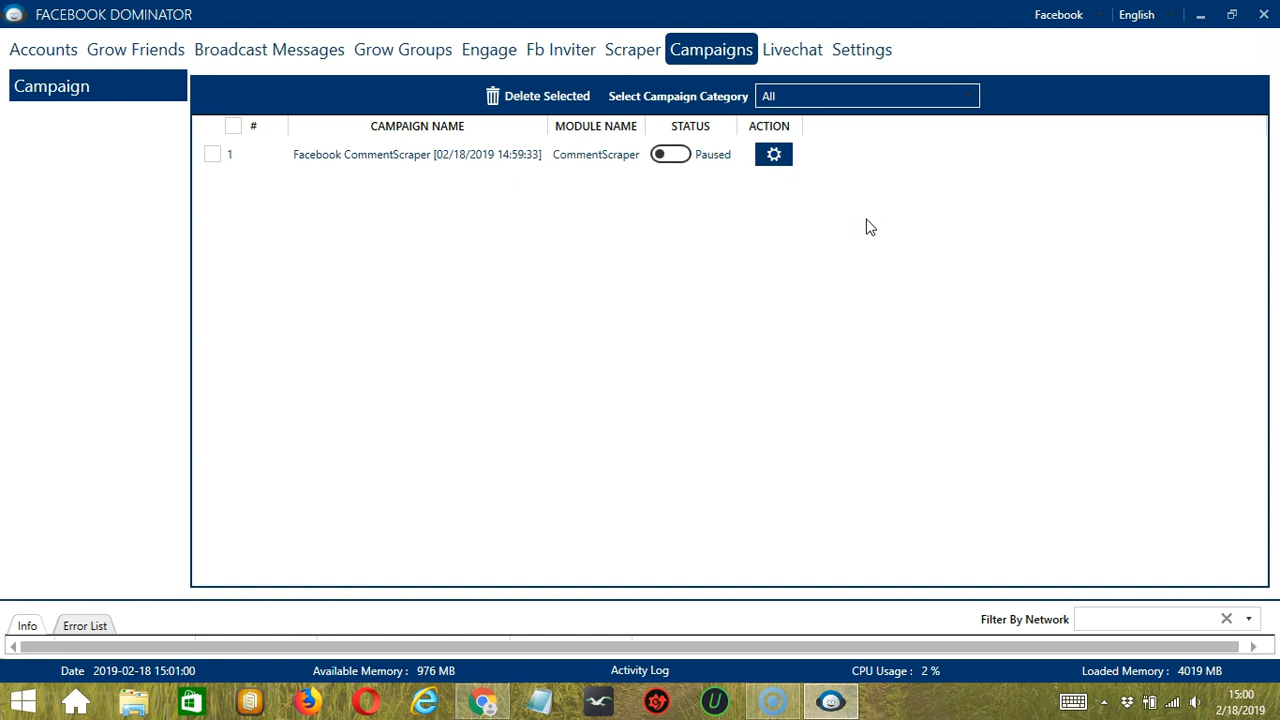 FACEBOOK DOMINATOR
Facebook English
Accounts Grow Friends Broadcast Messages Grow Groups Engage Fb Inviter Scraper Campaigns Livechat Settings
Campaign
Delete Selected Select Campaign Category All
# CAMPAIGN NAME MODULE NAME STATUS ACTION
1 Facebook CommentScraper [02/18/2019 14:59:33] CommentScraper Paused
Info Error List Filter By Network
Date 2019-02-18 15:01:00 Available Memory : 976 MB Activity Log CPU Usage : 2 % Loaded Memory : 4019 MB
15:00
2/18/2019